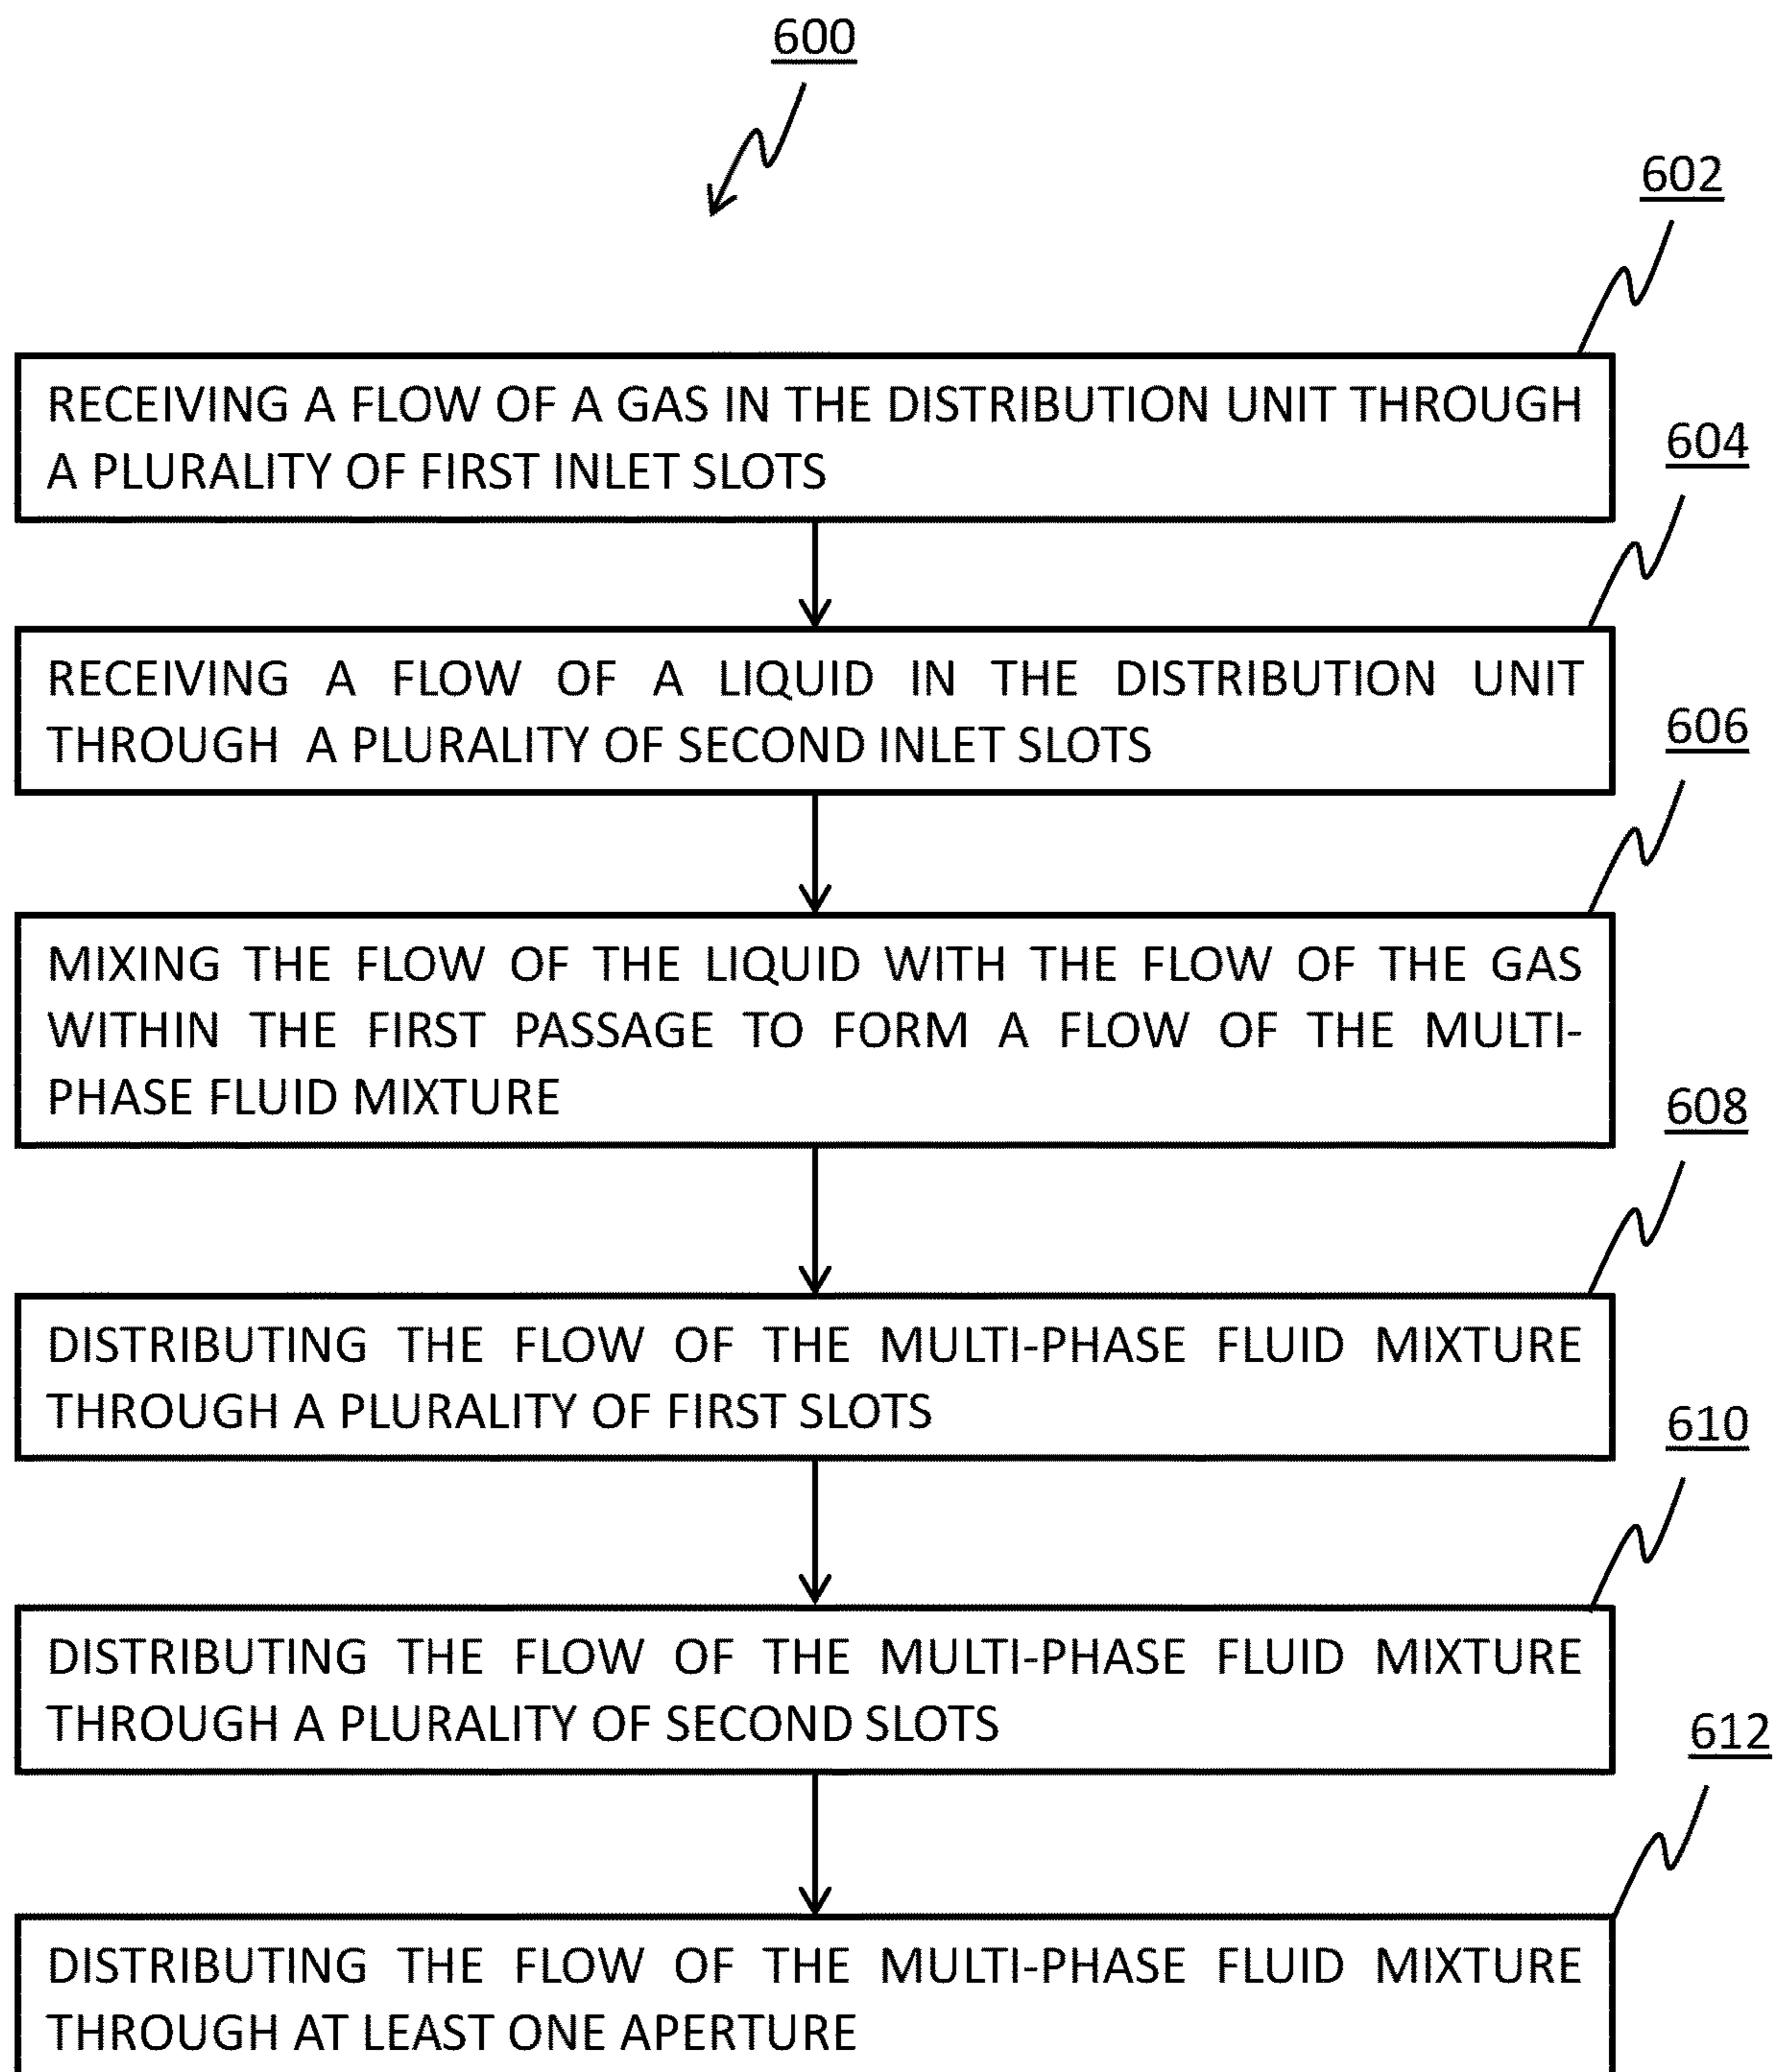 600
602
RECEIVING A FLOW OF A GAS IN THE DISTRIBUTION UNIT THROUGH
A PLURALITY OF FIRST INLET SLOTS
604
RECEIVING A FLOW OF A LIQUID IN THE DISTRIBUTION UNIT
THROUGH A PLURALITY OF SECOND INLET SLOTS
606
MIXING THE FLOW OF THE LIQUID WITH THE FLOW OF THE GAS
WITHIN THE FIRST PASSAGE TO FORM A FLOW OF THE MULTI-
PHASE FLUID MIXTURE
608
DISTRIBUTING THE FLOW OF THE MULTI-PHASE FLUID MIXTURE
THROUGH A PLURALITY OF FIRST SLOTS
610
DISTRIBUTING THE FLOW OF THE MULTI-PHASE FLUID MIXTURE
THROUGH A PLURALITY OF SECOND SLOTS
612
DISTRIBUTING THE FLOW OF THE MULTI-PHASE FLUID MIXTURE
THROUGH AT LEAST ONE APERTURE